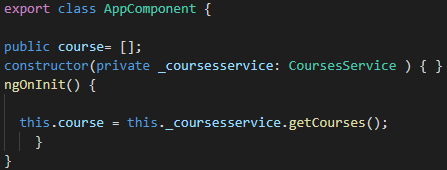 export class AppComponent {
public course= [];
constructor(private _coursesservice: CoursesService ) { }
ngOnInit() {
this.course = this._coursesservice.getCourses();
}
}